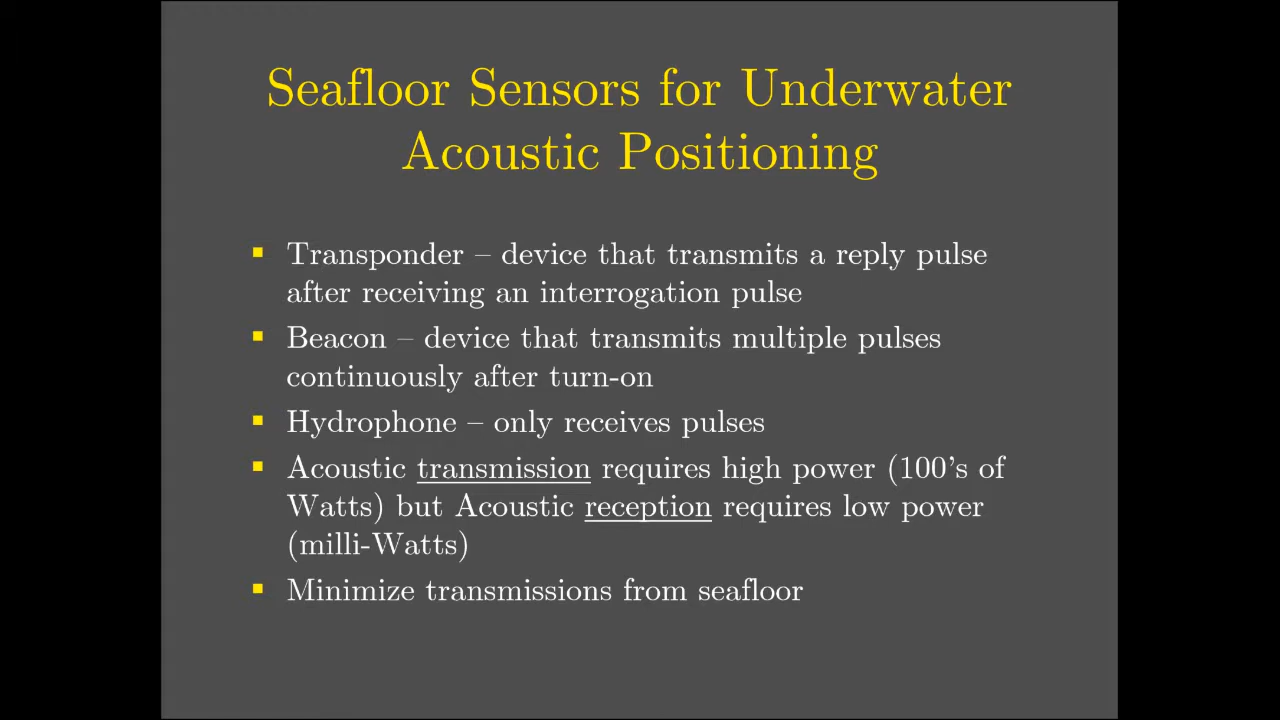 Seafloor Sensors for Underwater
Acoustic Positioning
▪ Transponder – device that transmits a reply pulse
after receiving an interrogation pulse
▪ Beacon – device that transmits multiple pulses
continuously after turn-on
▪ Hydrophone – only receives pulses
▪ Acoustic transmission requires high power (100’s of
Watts) but Acoustic reception requires low power
(milli-Watts)
▪ Minimize transmissions from seafloor